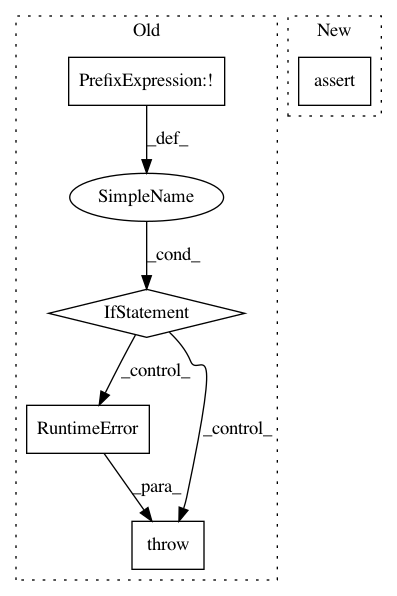 Old
New
PrefixExpression:!
assert
_def_
SimpleName
_cond_
IfStatement
_control_
_control_
RuntimeError
_para_
throw